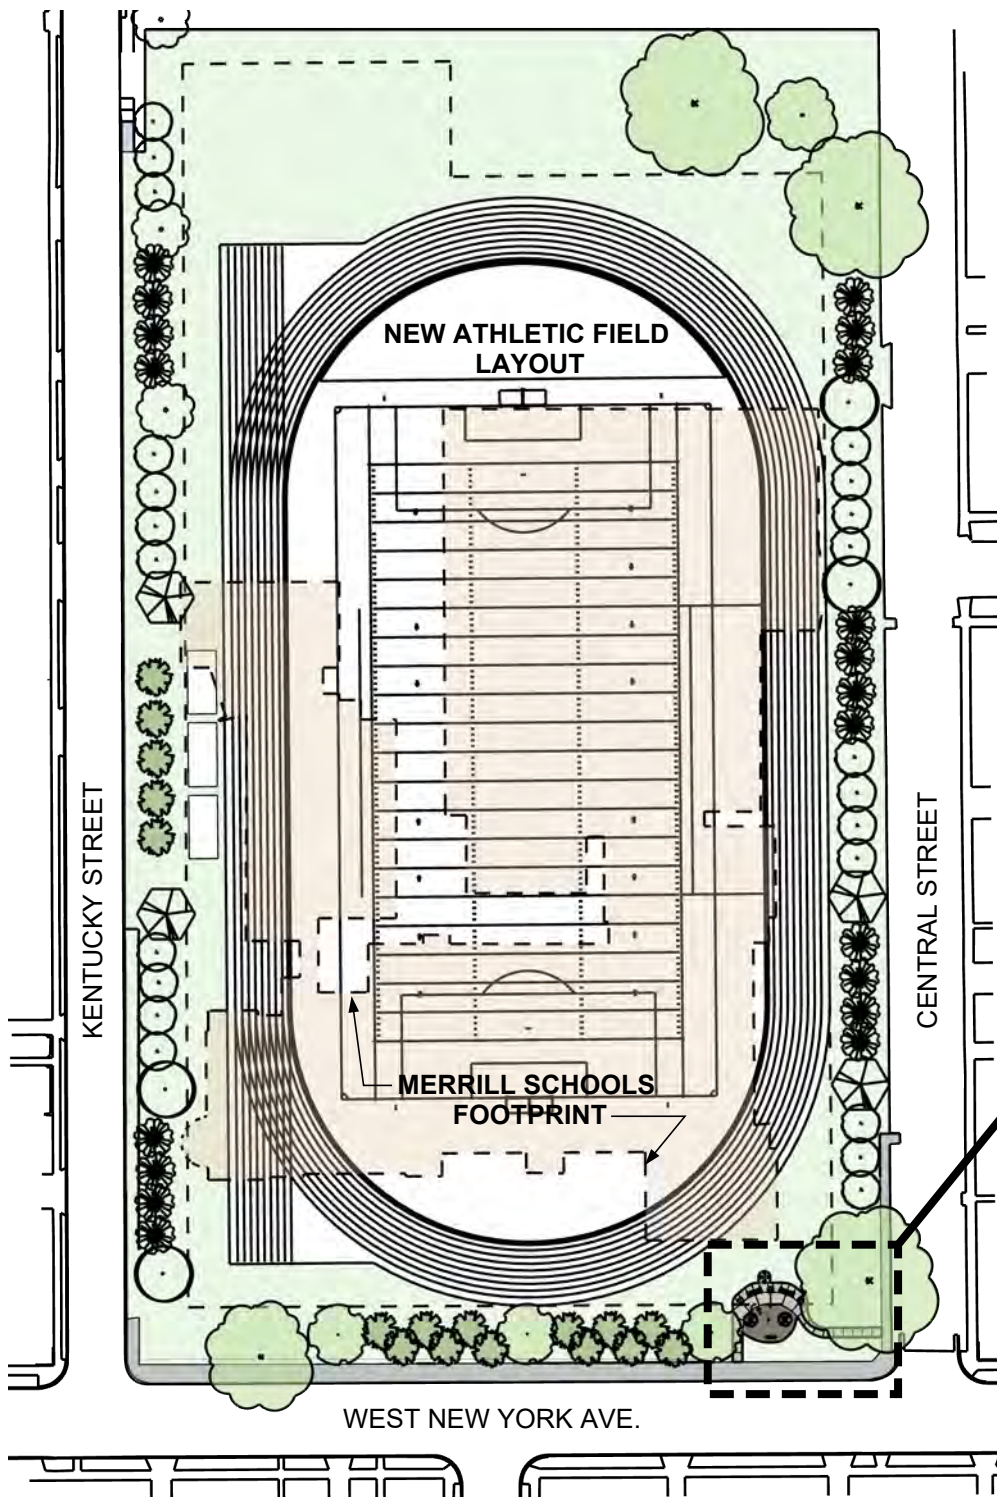 NEW ATHLETIC FIELD
LAYOUT
KENTUCKY STREET
CENTRAL STREET
MERRILL SCHOOLS
FOOTPRINT
WEST NEW YORK AVE.